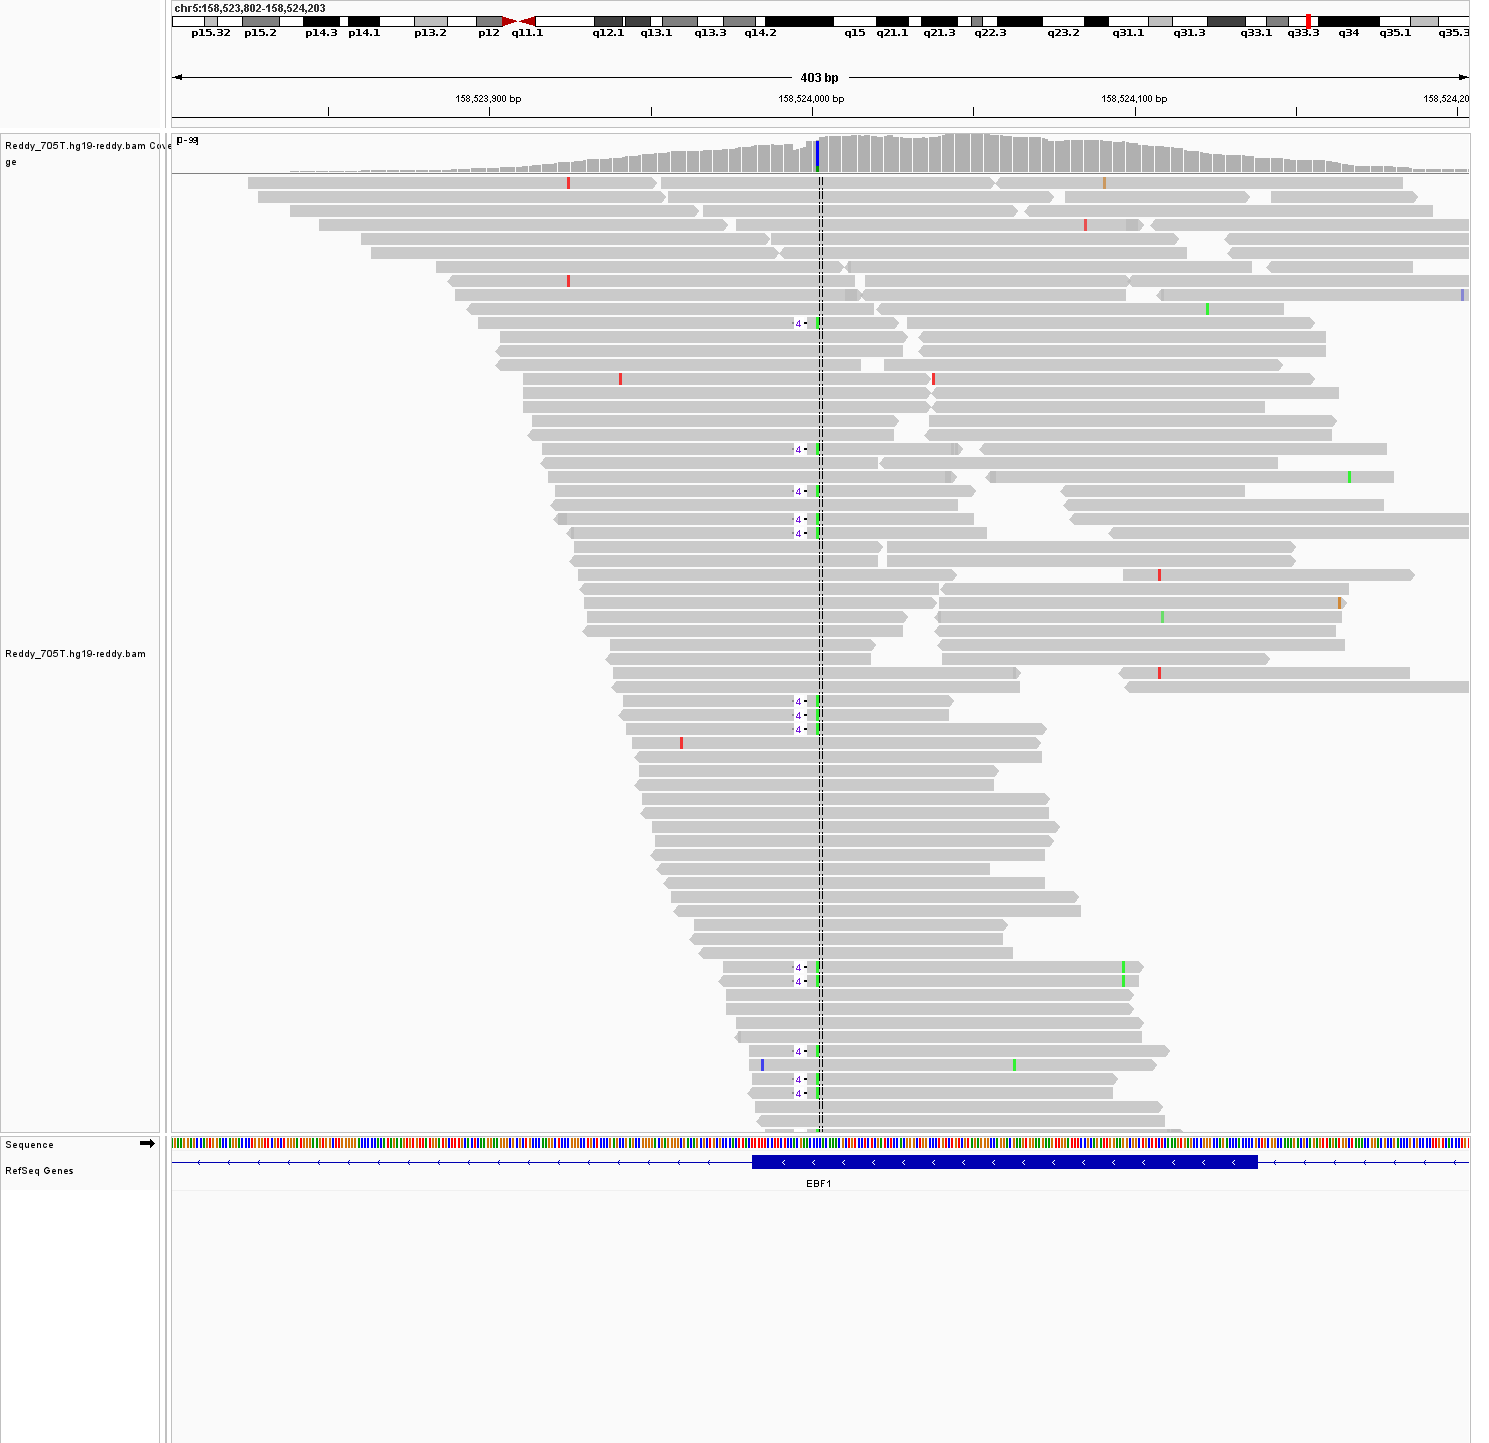 chr5:158,523,802-158,524,203
p15.32 p15.2 p14.3 p14.1 p13.2 p12 q11.1 q12.1 q13.1 q13.3 q14.2 q15 q21.1 q21.3 q22.3 q23.2 q31.1 q31.3 q33.1 q33.3 q34 q35.1 q35.3
403 bp
158,523,900 bp 158,524,000 bp 158,524,100 bp 158,524,20
Reddy_705T.hg19-reddy.bam Cove
ge
[0-99]
4
4
4
4
4
Reddy_705T.hg19-reddy.bam
4
4
4
4
4
4
4
4
Sequence
RefSeq Genes
EBF1